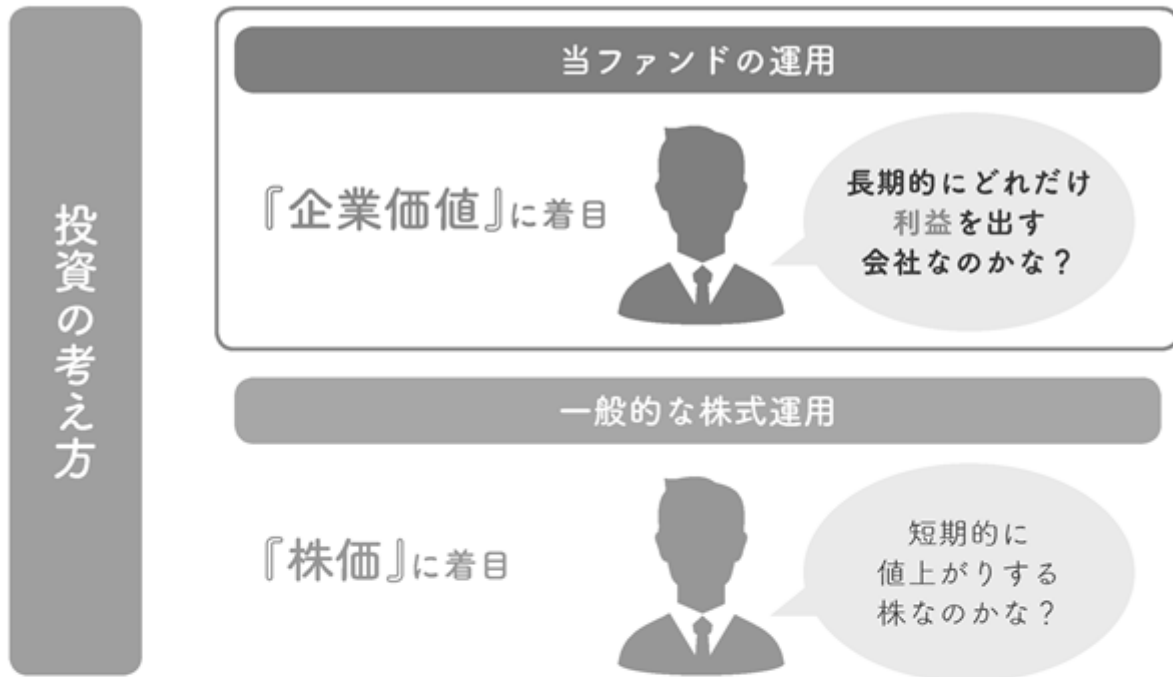 投資の考え方
当ファンドの運用
『企業価値』に着目
長期的にどれだけ
利益を出す
会社なのかな？
一般的な株式運用
『株価』に着目
短期的に
値上がりする
株なのかな？